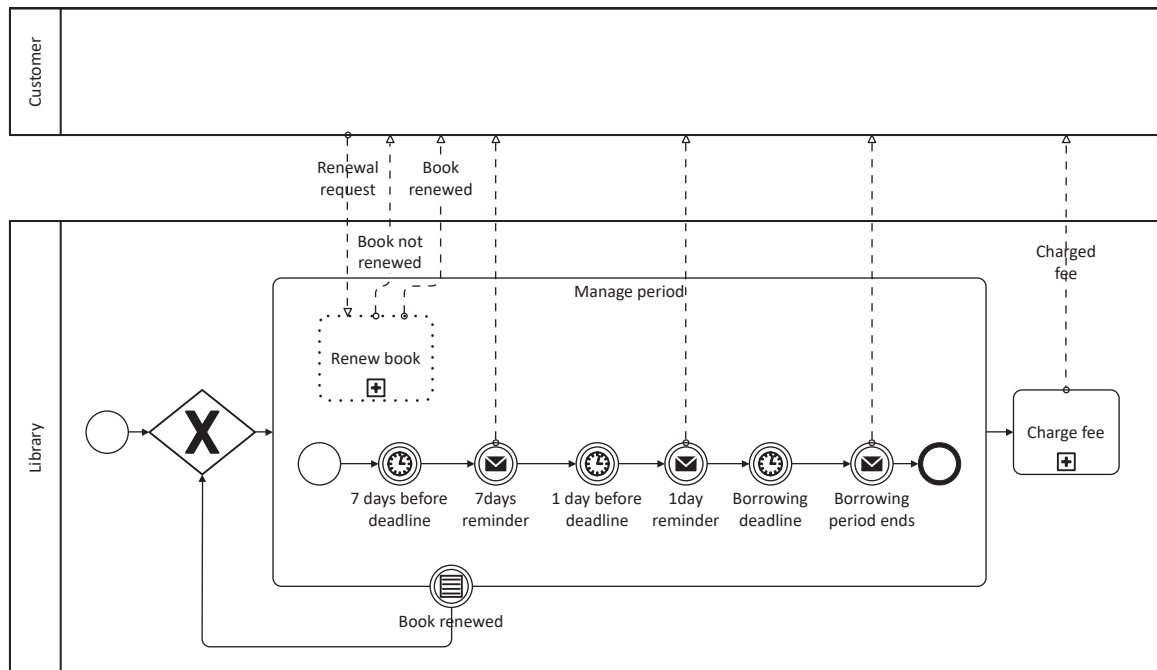 Customer
Renewal
request
Book
renewed
Book not
renewed
Charged
fee
Library
Manage period
Renew book
Charge fee
7 days before
deadline
7days
reminder
1 day before
deadline
1day
reminder
Borrowing
deadline
Borrowing
period ends
Book renewed